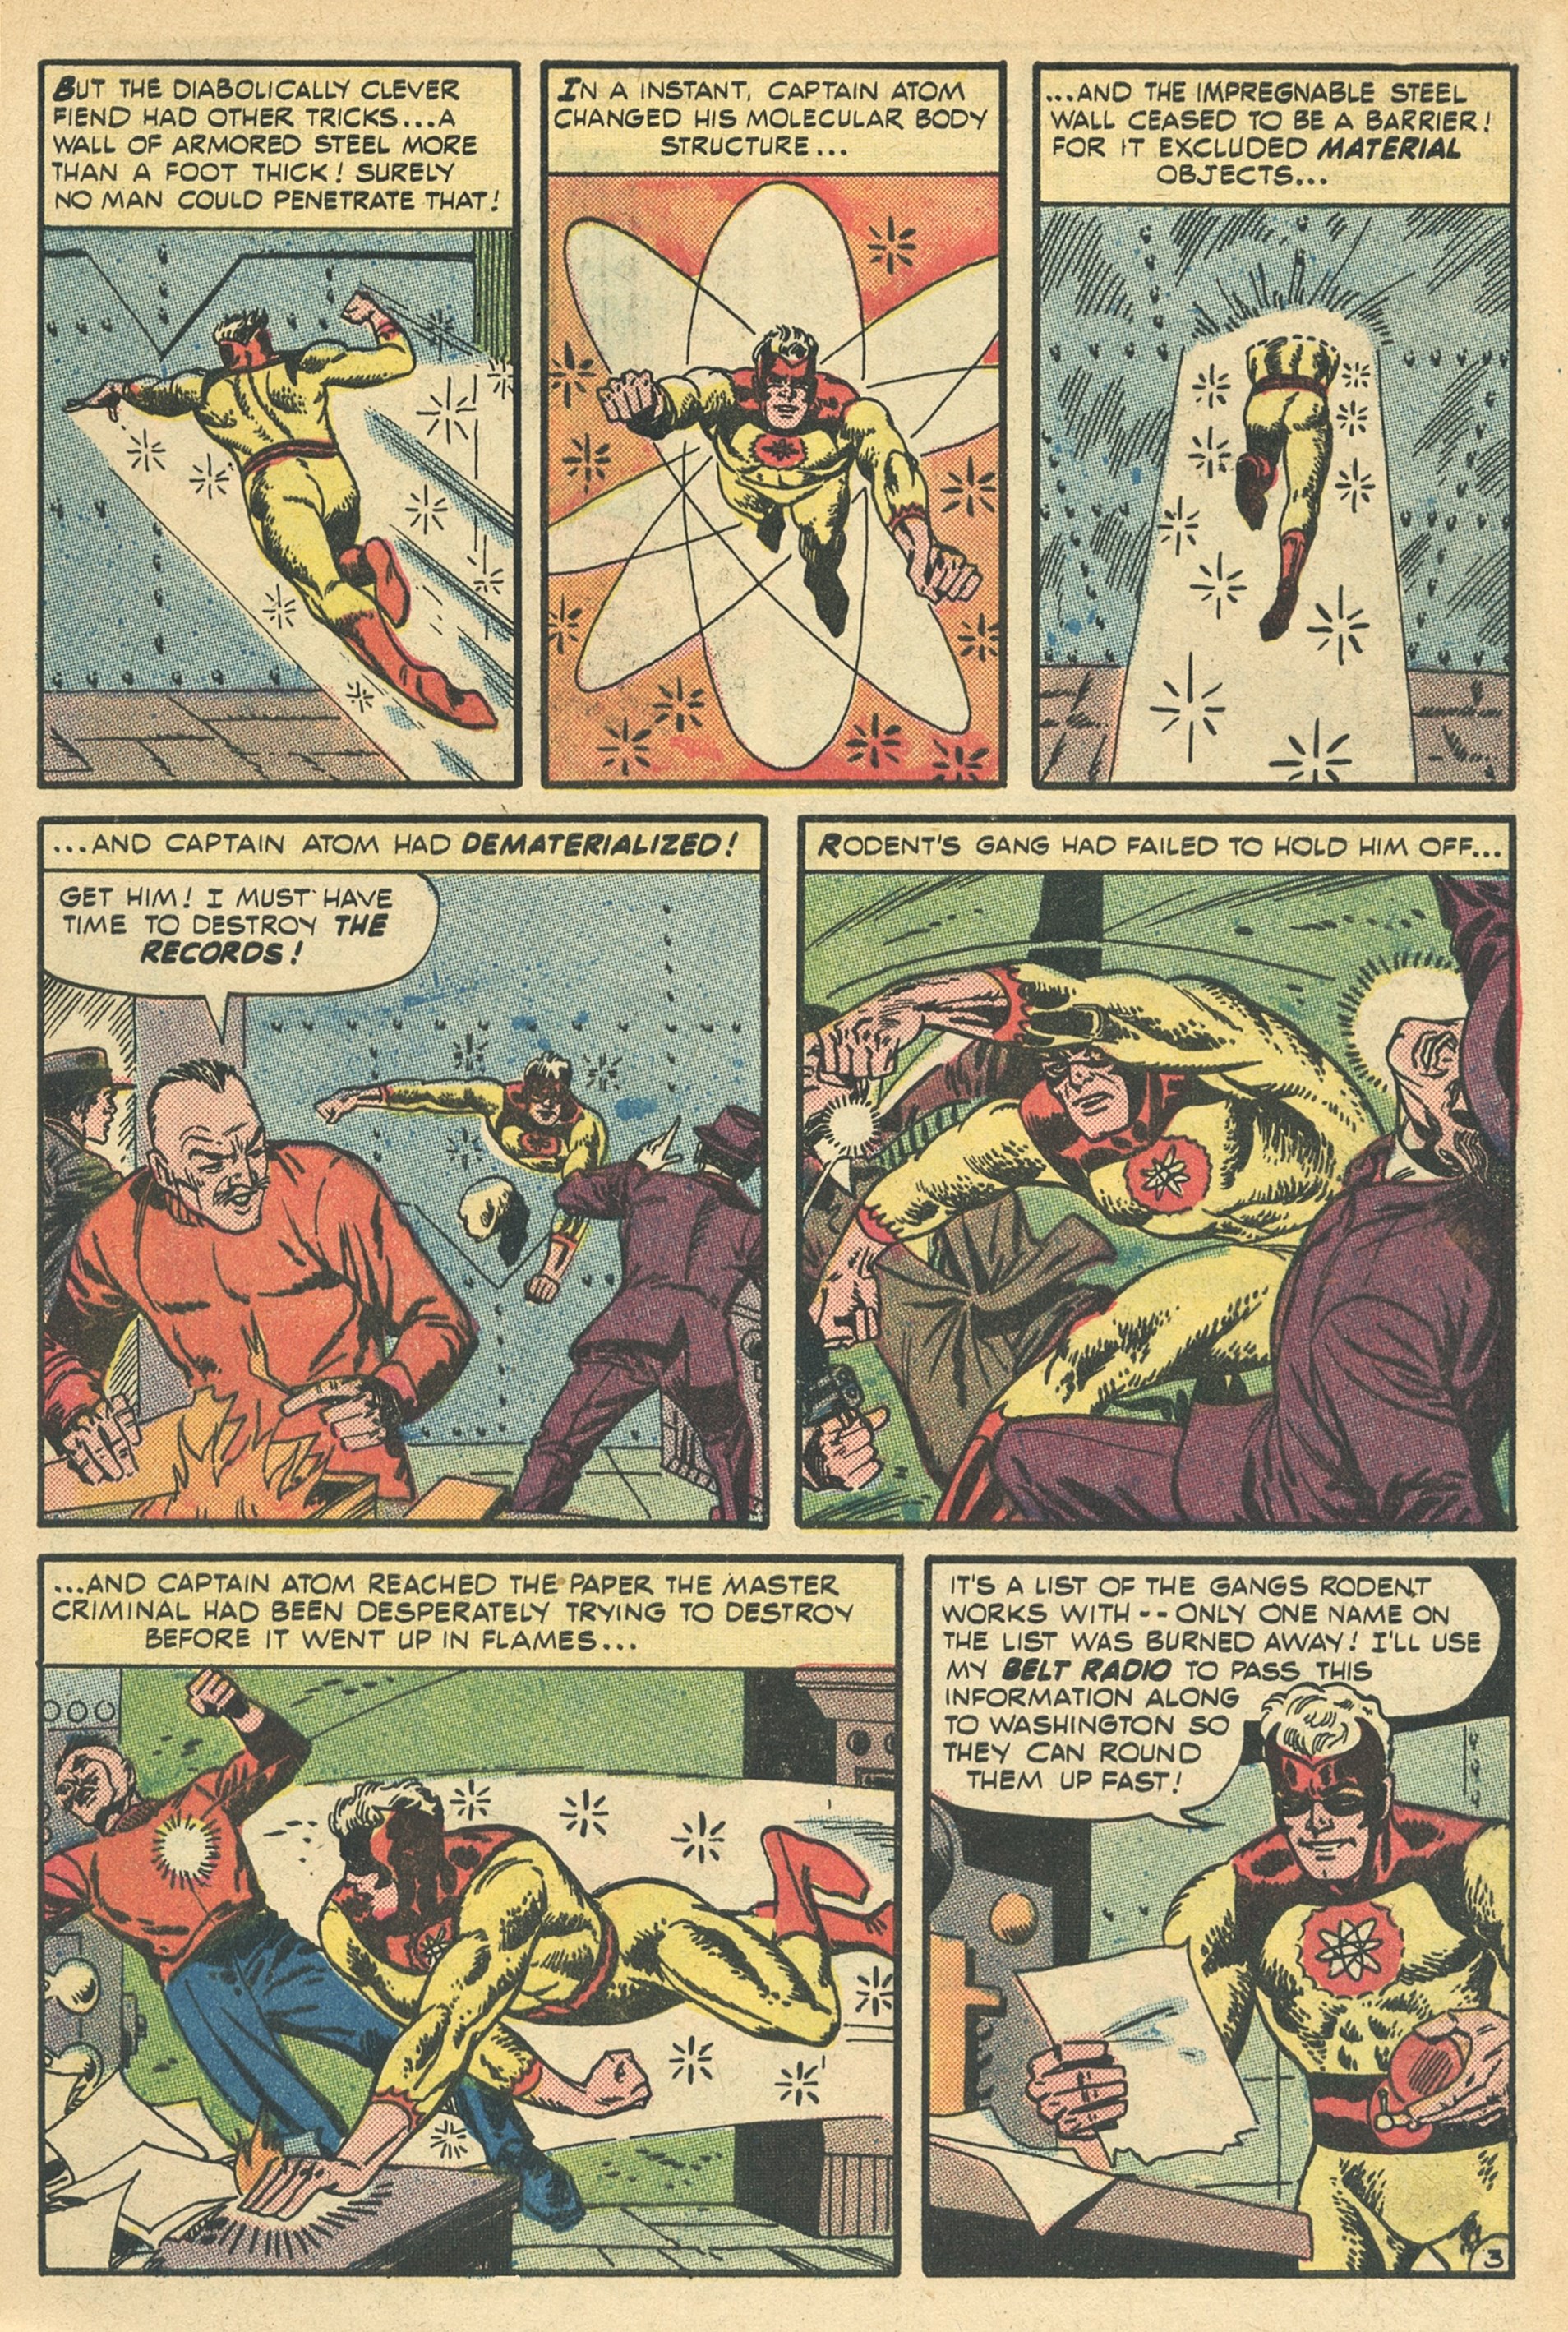 BUT THE DIABOLICALLY CLEVER
FIEND HAD OTHER TRICKS...A
WALL OF ARMORED STEEL MORE
THAN A FOOT THICK! SURELY
NO MAN COULD PENETRATE THAT!
IN A INSTANT, CAPTAIN ATOM
CHANGED HIS MOLECULAR BODY
STRUCTURE...
...AND THE IMPREGNABLE STEEL
WALL CEASED TO BE A BARRIER!
FOR IT EXCLUDED MATERIAL
OBJECTS...
...AND CAPTAIN ATOM HAD DEMATERIALIZED!
GET HIM! I MUST HAVE
TIME TO DESTROY THE
RECORDS!
RODENT'S GANG HAD FAILED TO HOLD HIM OFF...
...AND CAPTAIN ATOM REACHED THE PAPER THE MASTER
CRIMINAL HAD BEEN DESPERATELY TRYING TO DESTROY
BEFORE IT WENT UP IN FLAMES...
IT'S A LIST OF THE GANGS RODENT,
WORKS WITH -- ONLY ONE NAME ON
THE LIST WAS BURNED AWAY! I'LL USE
MY BELT RADIO TO PASS THIS
INFORMATION ALONG
TO WASHINGTON SO
THEY CAN ROUND
THEM UP FAST!
3